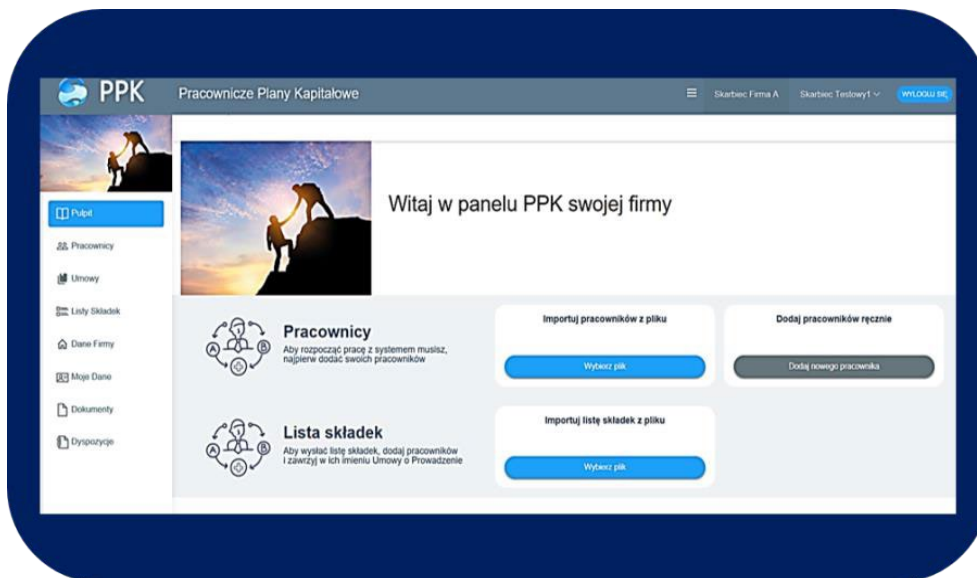 PPK
Pracownicze Plany Kapitałowe
Skarbiec Firma A
Skarbiec Testowy1
WYLOGUJ SIĘ
Pulpit
Pracownicy
Umowy
Listy Składek
Dane Firmy
Moje Dane
Dokumenty
Dyspozycje
Witaj w panelu PPK swojej firmy
Pracownicy
Aby rozpocząć pracę z systemem musisz,
najpierw dodać swoich pracowników
Importuj pracowników z pliku
Wybierz plik
Dodaj pracowników ręcznie
Dodaj nowego pracownika
A
B
Lista składek
Aby wysłać listę składek, dodaj pracowników
i zawrzyj w ich imieniu Umowy o Prowadzenie
Importuj listę składek z pliku
Wybierz plik
A
B